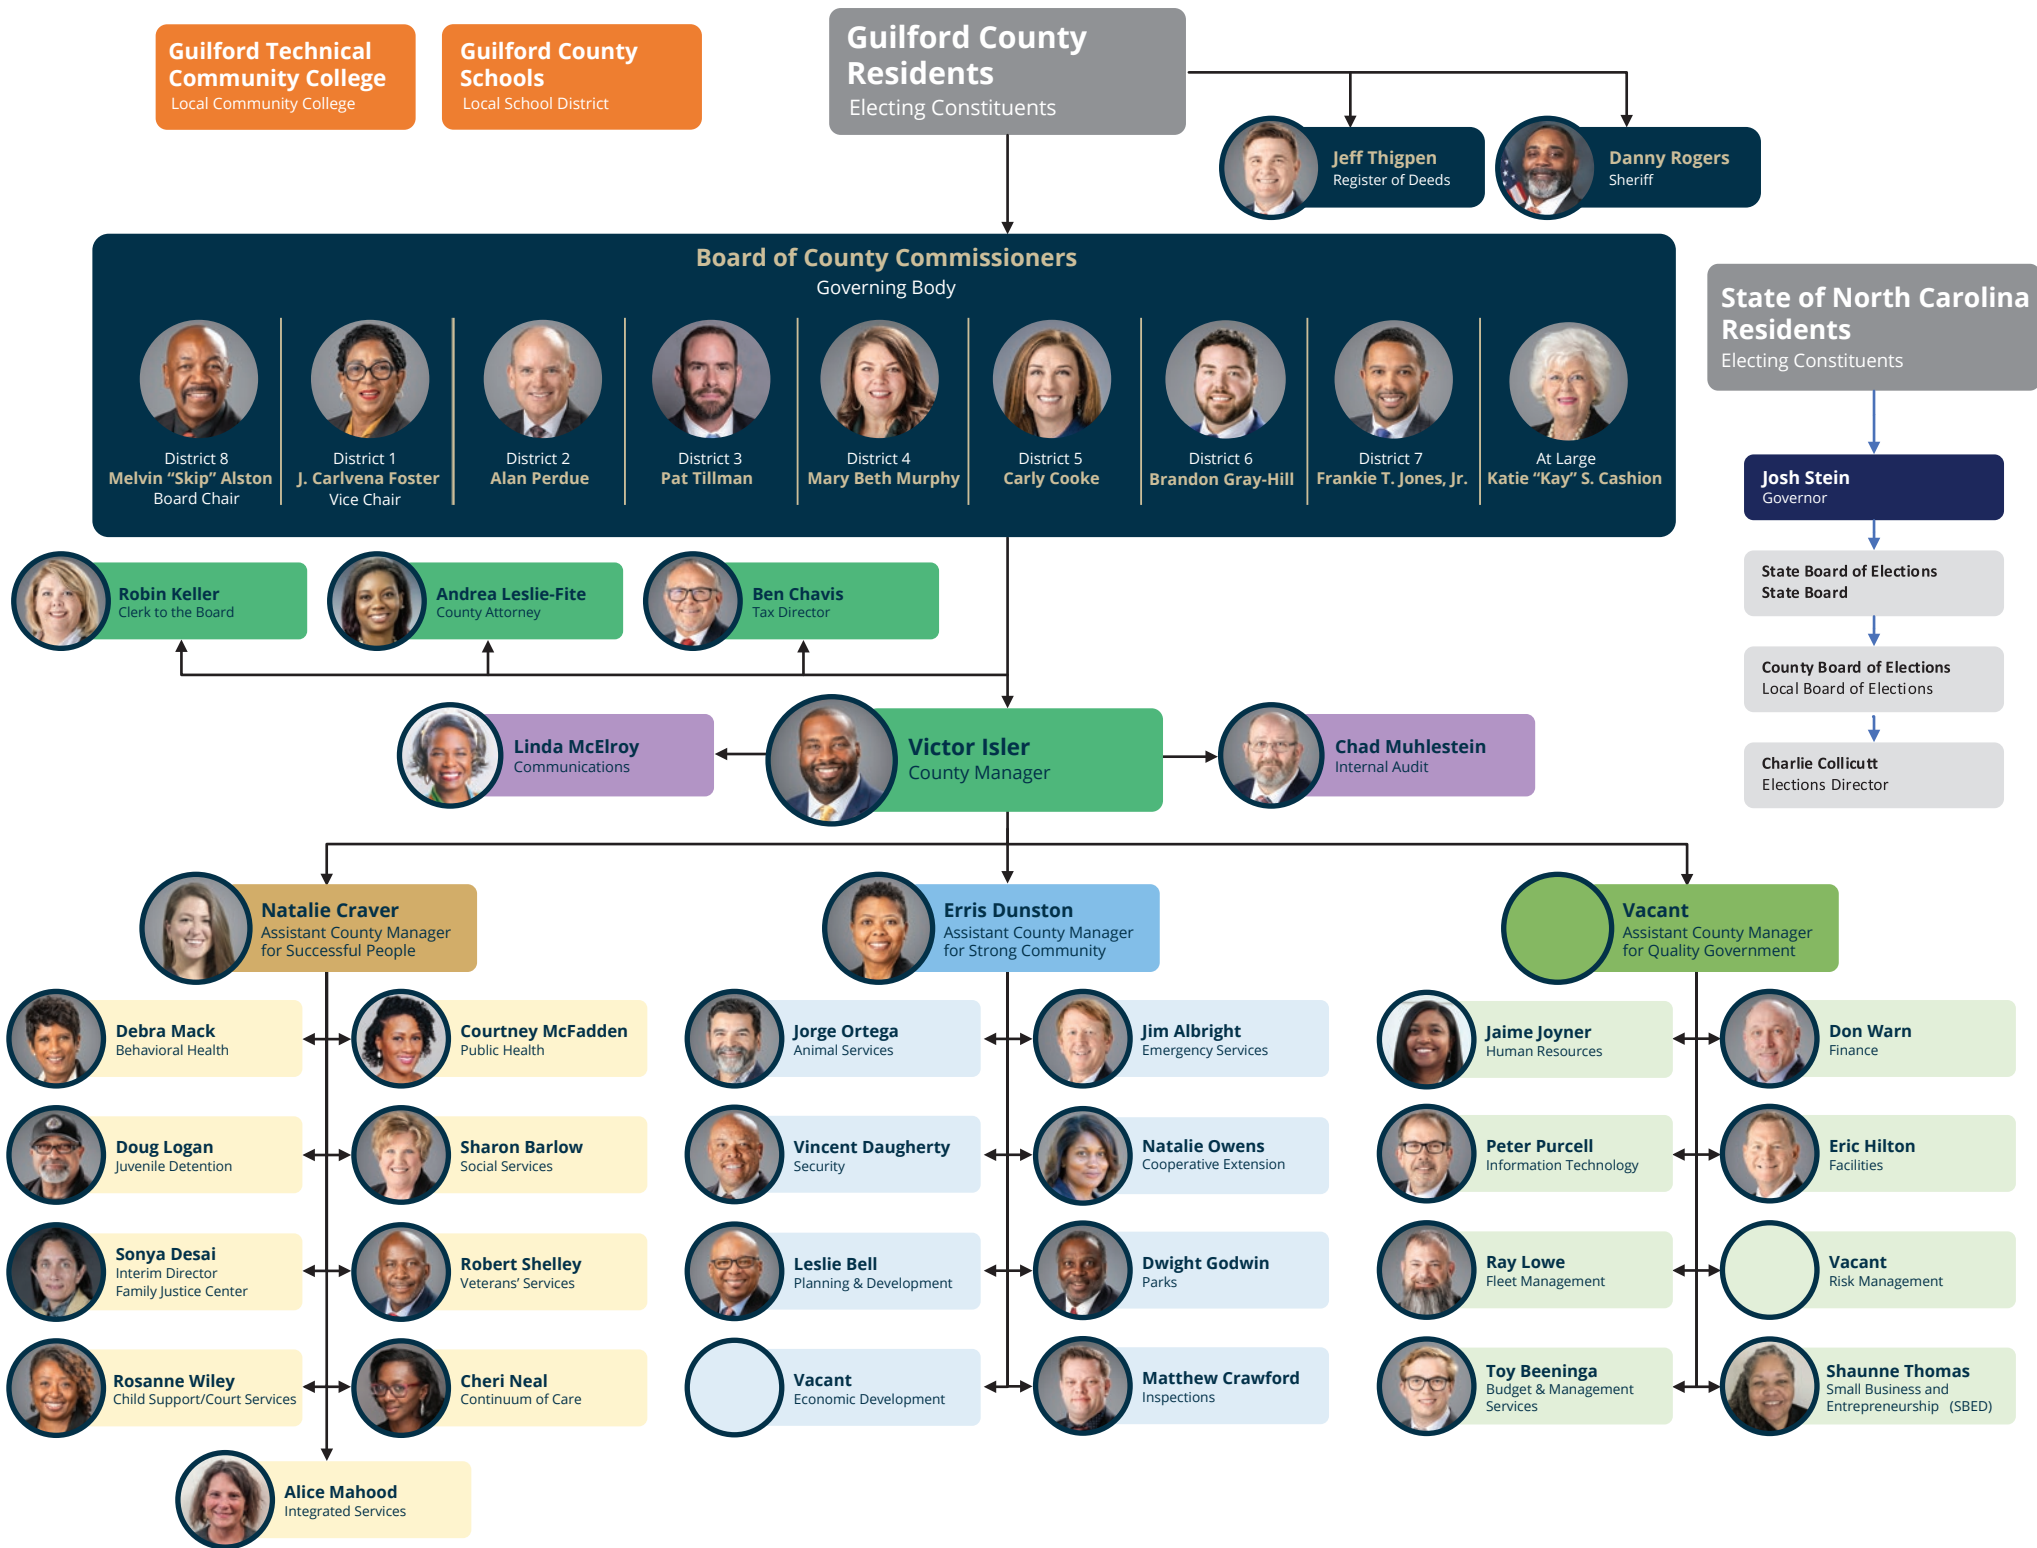 Guilford Technical
Community College
Local Community College
Guilford County
Schools
Local School District
Guilford County
Residents
Electing Constituents
Jeff Thigpen
Register of Deeds
Danny Rogers
Sheriff
Board of County Commissioners
Governing Body
District 8
Melvin “Skip” Alston
Board Chair
District 1
J. Carlvena Foster
Vice Chair
District 2
Alan Perdue
District 3
Pat Tillman
District 4
Mary Beth Murphy
District 5
Carly Cooke
District 6
Brandon Gray-Hill
District 7
Frankie T. Jones, Jr.
At Large
Katie “Kay” S. Cashion
State of North Carolina
Residents
Electing Constituents
Josh Stein
Governor
State Board of Elections
State Board
County Board of Elections
Local Board of Elections
Charlie Collicutt
Elections Director
Robin Keller
Clerk to the Board
Andrea Leslie-Fite
County Attorney
Ben Chavis
Tax Director
Linda McElroy
Communications
Victor Isler
County Manager
Chad Muhlestein
Internal Audit
Natalie Craver
Assistant County Manager
for Successful People
Debra Mack
Behavioral Health
Courtney McFadden
Public Health
Doug Logan
Juvenile Detention
Sharon Barlow
Social Services
Sonya Desai
Interim Director
Family Justice Center
Robert Shelley
Veterans’ Services
Rosanne Wiley
Child Support/Court Services
Cheri Neal
Continuum of Care
Alice Mahood
Integrated Services
Erris Dunston
Assistant County Manager
for Strong Community
Jorge Ortega
Animal Services
Jim Albright
Emergency Services
Vincent Daugherty
Security
Natalie Owens
Cooperative Extension
Leslie Bell
Planning & Development
Dwight Godwin
Parks
Vacant
Economic Development
Matthew Crawford
Inspections
Vacant
Assistant County Manager
for Quality Government
Jaime Joyner
Human Resources
Don Warn
Finance
Peter Purcell
Information Technology
Eric Hilton
Facilities
Ray Lowe
Fleet Management
Vacant
Risk Management
Toy Beeninga
Budget & Management
Services
Shaunne Thomas
Small Business and
Entrepreneurship (SBED)